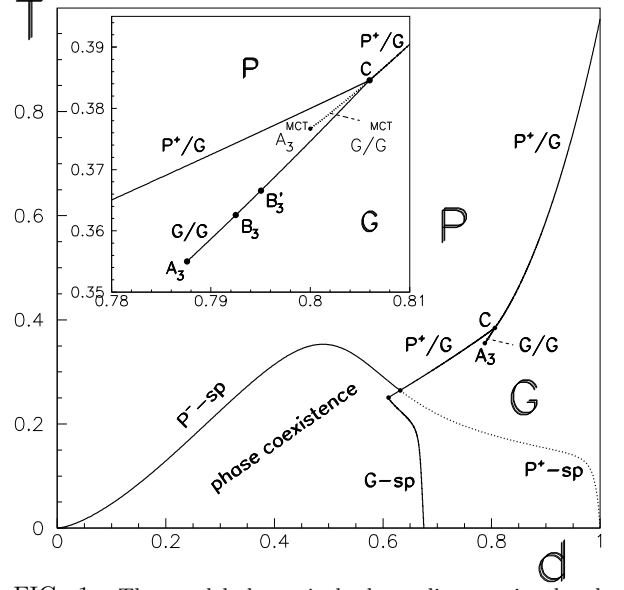 T
0.39
0.38
0.37
0.36
0.35
0.78
0.79
0.8
0.81
P
P⁺/G
C
MCT
A₃
MCT
G/G
P⁺/G
B₃'
B₃
G/G
A₃
G
0.8
0.6
0.4
0.2
0
P⁺/G
P
C
P⁺/G
A₃
G/G
G
P⁻-sp
phase coexistence
G-sp
P⁺-sp
0
0.2
0.4
0.6
0.8
1
d
FIG. 1. The